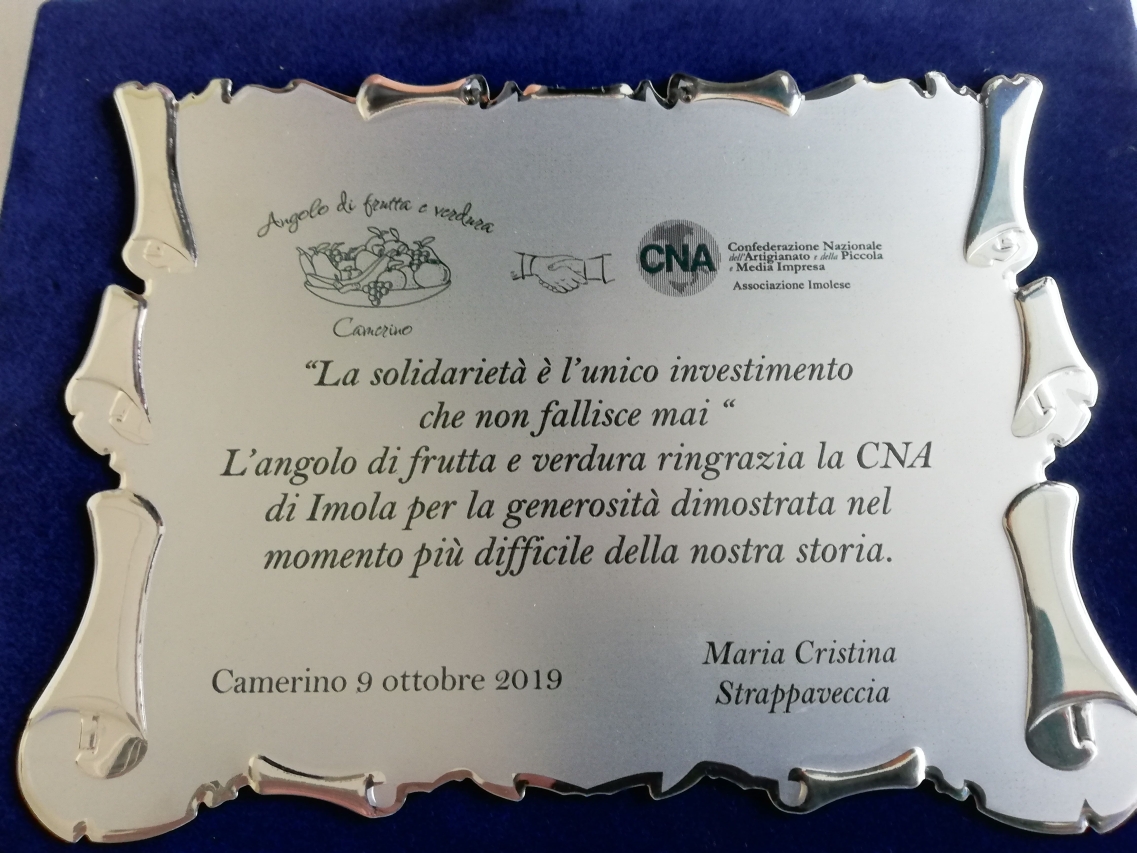 Angolo di frutta e verdura
Camerino
CNA
Confederazione Nazionale
dell'Artigianato e della Piccola
e Media Impresa
Associazione Imolese
“La solidarietà è l'unico investimento
che non fallisce mai “
L'angolo di frutta e verdura ringrazia la CNA
di Imola per la generosità dimostrata nel
momento più difficile della nostra storia.
Camerino 9 ottobre 2019
Maria Cristina
Strappaveccia